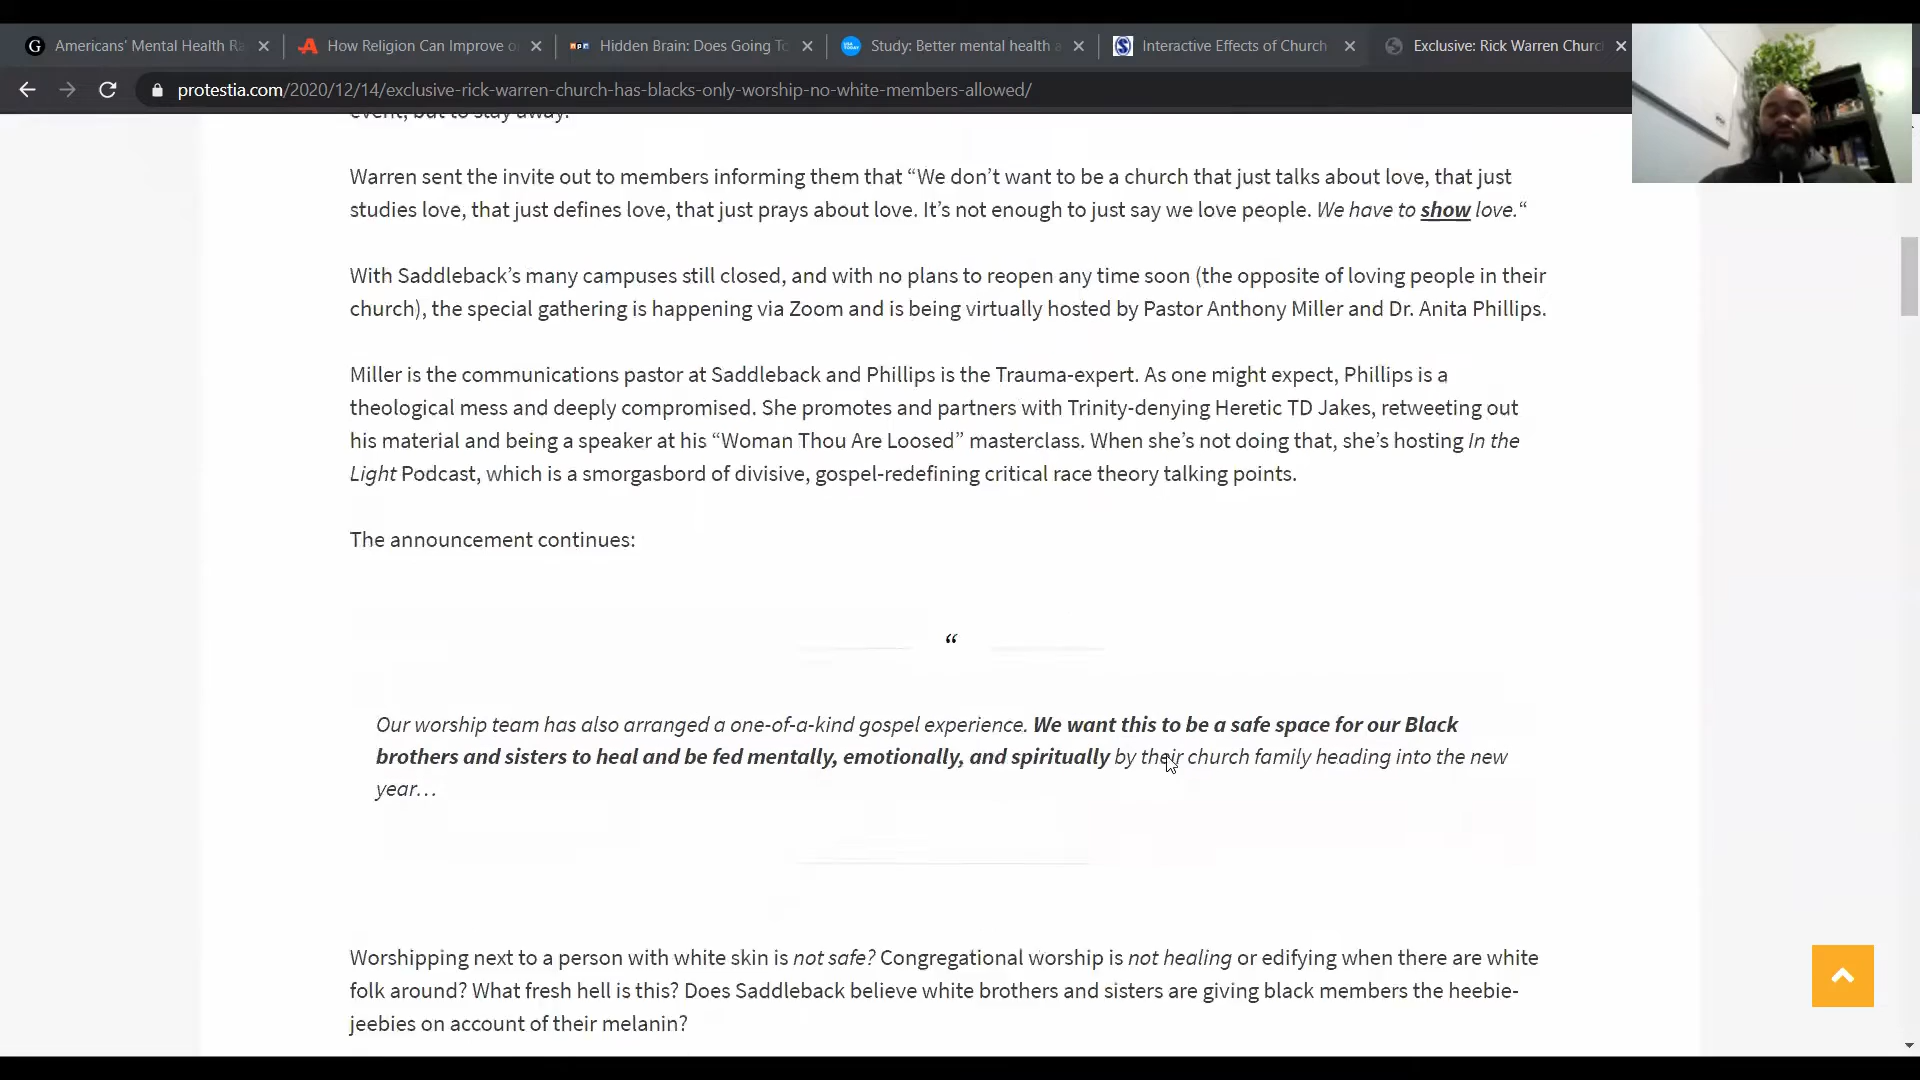 G Americans' Mental Health Ra
How Religion Can Improve o
npr Hidden Brain: Does Going To
USA TODAY Study: Better mental health a
S Interactive Effects of Church
Exclusive: Rick Warren Churc
protestia.com/2020/12/14/exclusive-rick-warren-church-has-blacks-only-worship-no-white-members-allowed/
event, but to stay away.
Warren sent the invite out to members informing them that “We don’t want to be a church that just talks about love, that just
studies love, that just defines love, that just prays about love. It’s not enough to just say we love people. We have to show love.“
With Saddleback’s many campuses still closed, and with no plans to reopen any time soon (the opposite of loving people in their
church), the special gathering is happening via Zoom and is being virtually hosted by Pastor Anthony Miller and Dr. Anita Phillips.
Miller is the communications pastor at Saddleback and Phillips is the Trauma-expert. As one might expect, Phillips is a
theological mess and deeply compromised. She promotes and partners with Trinity-denying Heretic TD Jakes, retweeting out
his material and being a speaker at his “Woman Thou Are Loosed” masterclass. When she’s not doing that, she’s hosting In the
Light Podcast, which is a smorgasbord of divisive, gospel-redefining critical race theory talking points.
The announcement continues:
“
Our worship team has also arranged a one-of-a-kind gospel experience. We want this to be a safe space for our Black
brothers and sisters to heal and be fed mentally, emotionally, and spiritually by their church family heading into the new
year…
Worshipping next to a person with white skin is not safe? Congregational worship is not healing or edifying when there are white
folk around? What fresh hell is this? Does Saddleback believe white brothers and sisters are giving black members the heebie-
jeebies on account of their melanin?